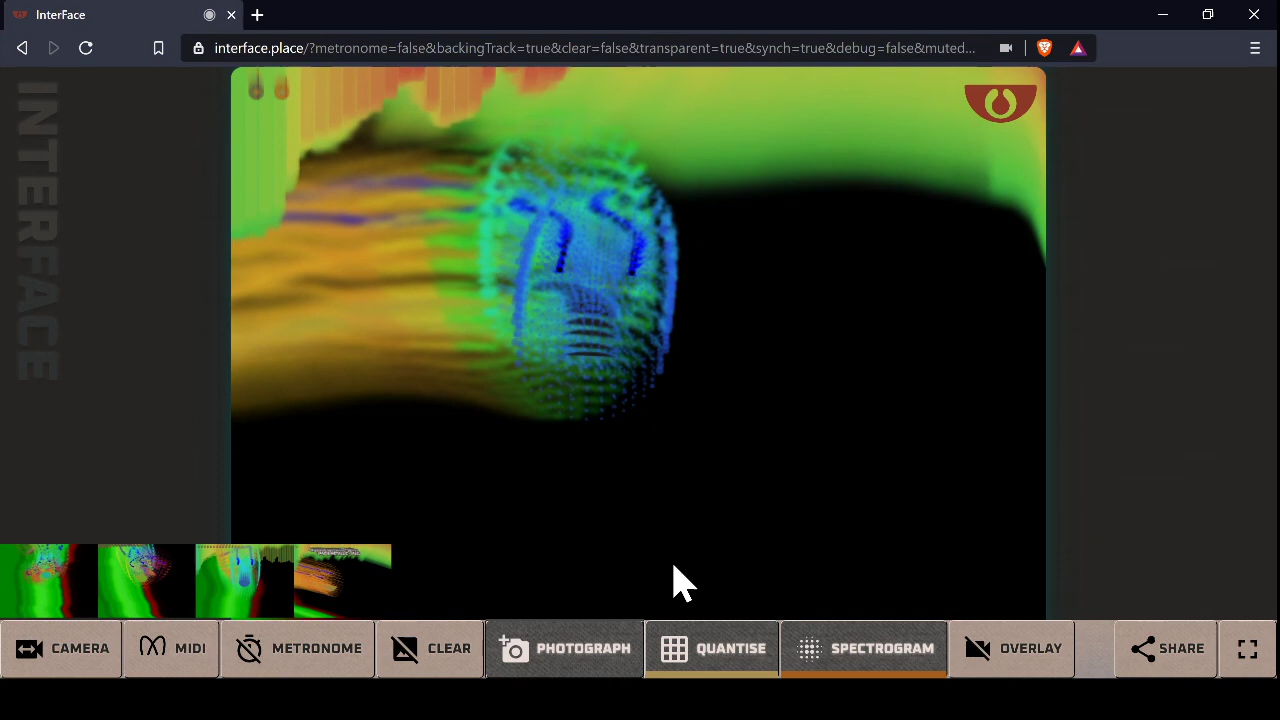 InterFace
interface.place/?metronome=false&backingTrack=true&clear=false&transparent=true&synch=true&debug=false&muted...
INTERFACE
CAMERA
MIDI
METRONOME
CLEAR
PHOTOGRAPH
QUANTISE
SPECTROGRAM
OVERLAY
SHARE